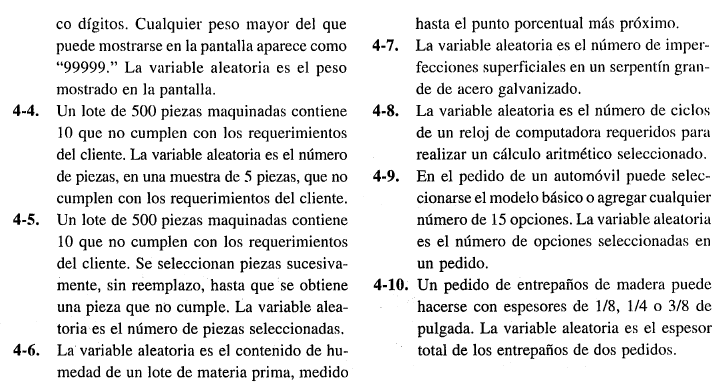 co dígitos. Cualquier peso mayor del que
puede mostrarse en la pantalla aparece como
“99999.” La variable aleatoria es el peso
mostrado en la pantalla.
4-4. Un lote de 500 piezas maquinadas contiene
10 que no cumplen con los requerimientos
del cliente. La variable aleatoria es el número
de piezas, en una muestra de 5 piezas, que no
cumplen con los requerimientos del cliente.
4-5. Un lote de 500 piezas maquinadas contiene
10 que no cumplen con los requerimientos
del cliente. Se seleccionan piezas sucesiva-
mente, sin reemplazo, hasta que se obtiene
una pieza que no cumple. La variable alea-
toria es el número de piezas seleccionadas.
4-6. La variable aleatoria es el contenido de hu-
medad de un lote de materia prima, medido
hasta el punto porcentual más próximo.
4-7. La variable aleatoria es el número de imper-
fecciones superficiales en un serpentín gran-
de de acero galvanizado.
4-8. La variable aleatoria es el número de ciclos
de un reloj de computadora requeridos para
realizar un cálculo aritmético seleccionado.
4-9. En el pedido de un automóvil puede selec-
cionarse el modelo básico o agregar cualquier
número de 15 opciones. La variable aleatoria
es el número de opciones seleccionadas en
un pedido.
4-10. Un pedido de entrepaños de madera puede
hacerse con espesores de 1/8, 1/4 o 3/8 de
pulgada. La variable aleatoria es el espesor
total de los entrepaños de dos pedidos.